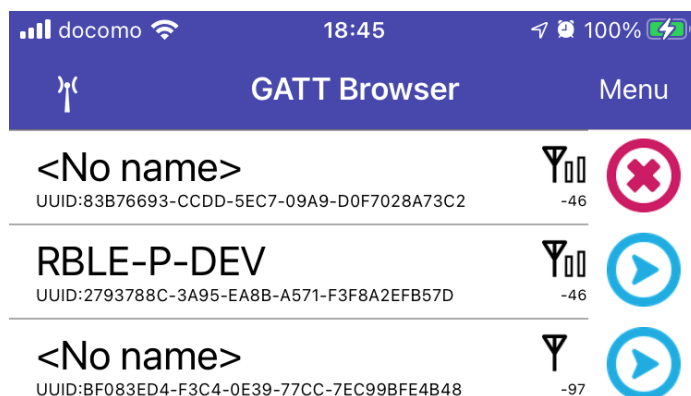 docomo 18:45 100%
GATT Browser Menu
<No name>
UUID:83B76693-CCDD-5EC7-09A9-D0F7028A73C2 -46
RBLE-P-DEV
UUID:2793788C-3A95-EA8B-A571-F3F8A2EFB57D -46
<No name>
UUID:BF083ED4-F3C4-0E39-77CC-7EC99BFE4B48 -97